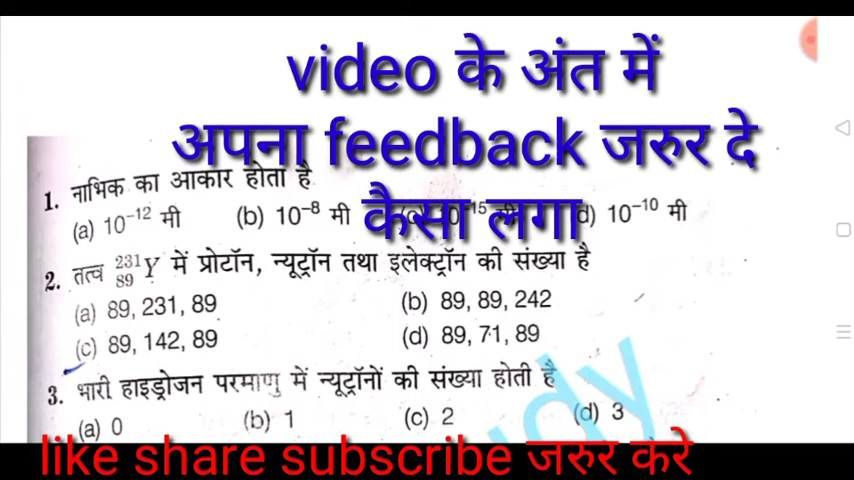 video के अंत में
अपना feedback जरुर दे
कैसा लगा
1. नाभिक का आकार होता है
(a) 10⁻¹² मी (b) 10⁻⁸ मी 10⁻¹⁵ मी (d) 10⁻¹⁰ मी
2. तत्व ²³¹₈₉Y में प्रोटॉन, न्यूट्रॉन तथा इलेक्ट्रॉन की संख्या है
(a) 89, 231, 89 (b) 89, 89, 242
(c) 89, 142, 89 (d) 89, 71, 89
3. भारी हाइड्रोजन परमाणु में न्यूट्रॉनों की संख्या होती है
(a) 0 (b) 1 (c) 2 (d) 3
like share subscribe जरुर करे